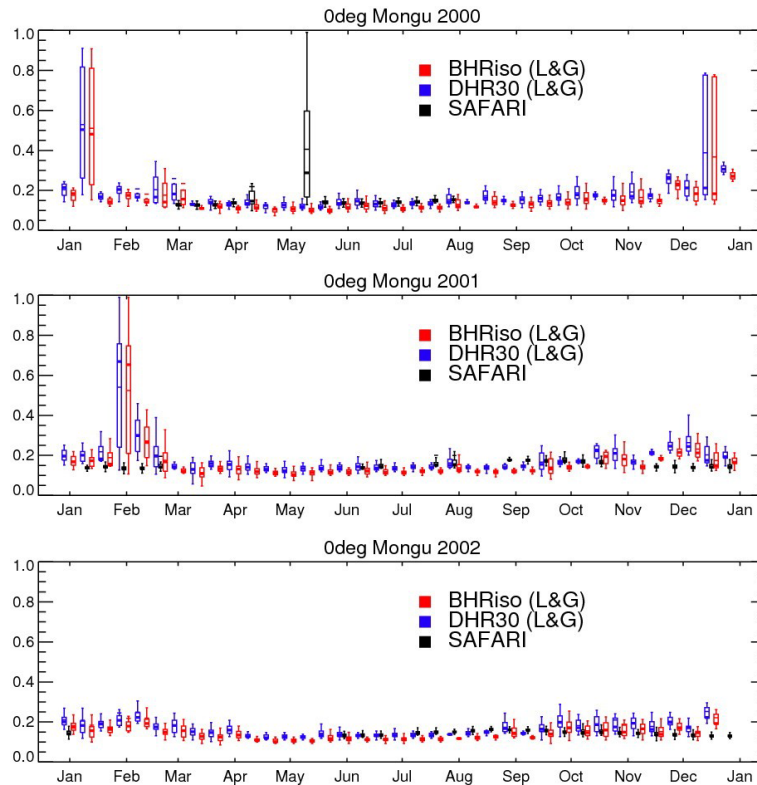 0deg Mongu 2000
1.0
0.8
0.6
0.4
0.2
0.0
BHRiso (L&G)
DHR30 (L&G)
SAFARI
Jan Feb Mar Apr May Jun Jul Aug Sep Oct Nov Dec Jan
0deg Mongu 2001
1.0
0.8
0.6
0.4
0.2
0.0
BHRiso (L&G)
DHR30 (L&G)
SAFARI
Jan Feb Mar Apr May Jun Jul Aug Sep Oct Nov Dec Jan
0deg Mongu 2002
1.0
0.8
0.6
0.4
0.2
0.0
BHRiso (L&G)
DHR30 (L&G)
SAFARI
Jan Feb Mar Apr May Jun Jul Aug Sep Oct Nov Dec Jan